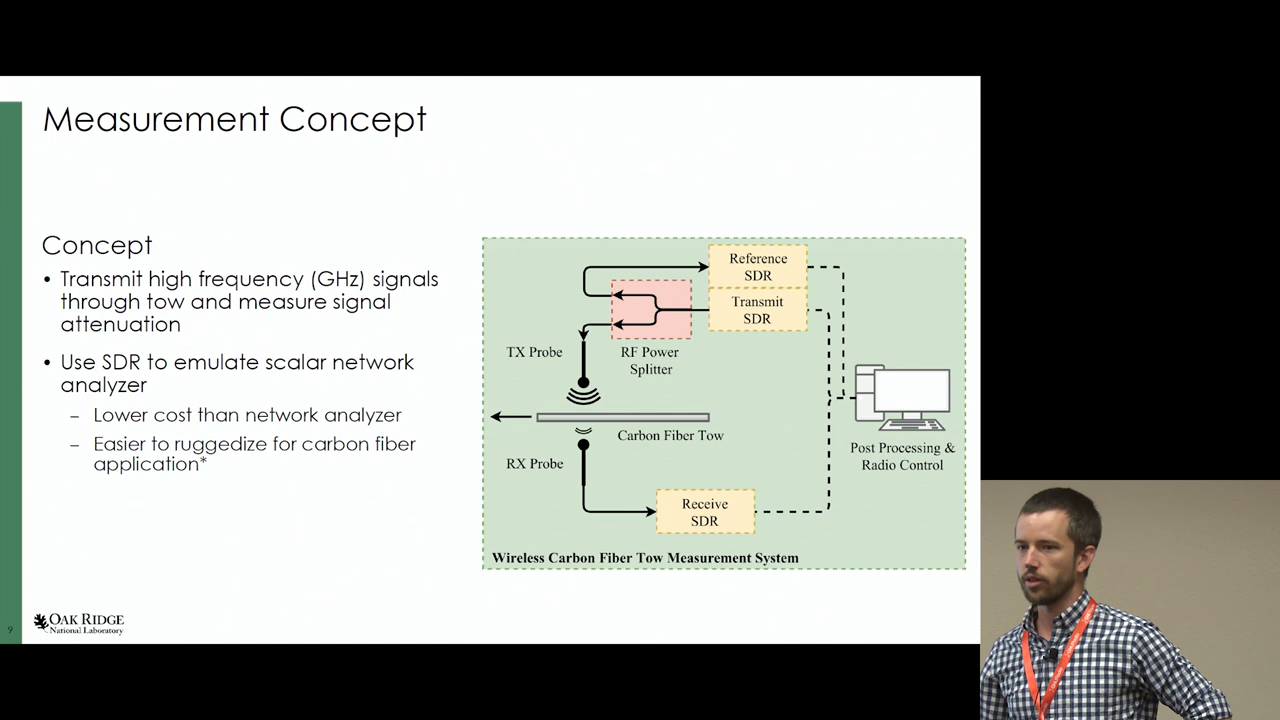 Measurement Concept
Concept
• Transmit high frequency (GHz) signals
through tow and measure signal
attenuation
• Use SDR to emulate scalar network
analyzer
– Lower cost than network analyzer
– Easier to ruggedize for carbon fiber
application*
Reference
SDR
Transmit
SDR
TX Probe
RF Power
Splitter
Carbon Fiber Tow
RX Probe
Post Processing &
Radio Control
Receive
SDR
Wireless Carbon Fiber Tow Measurement System
9
OAK RIDGE
National Laboratory